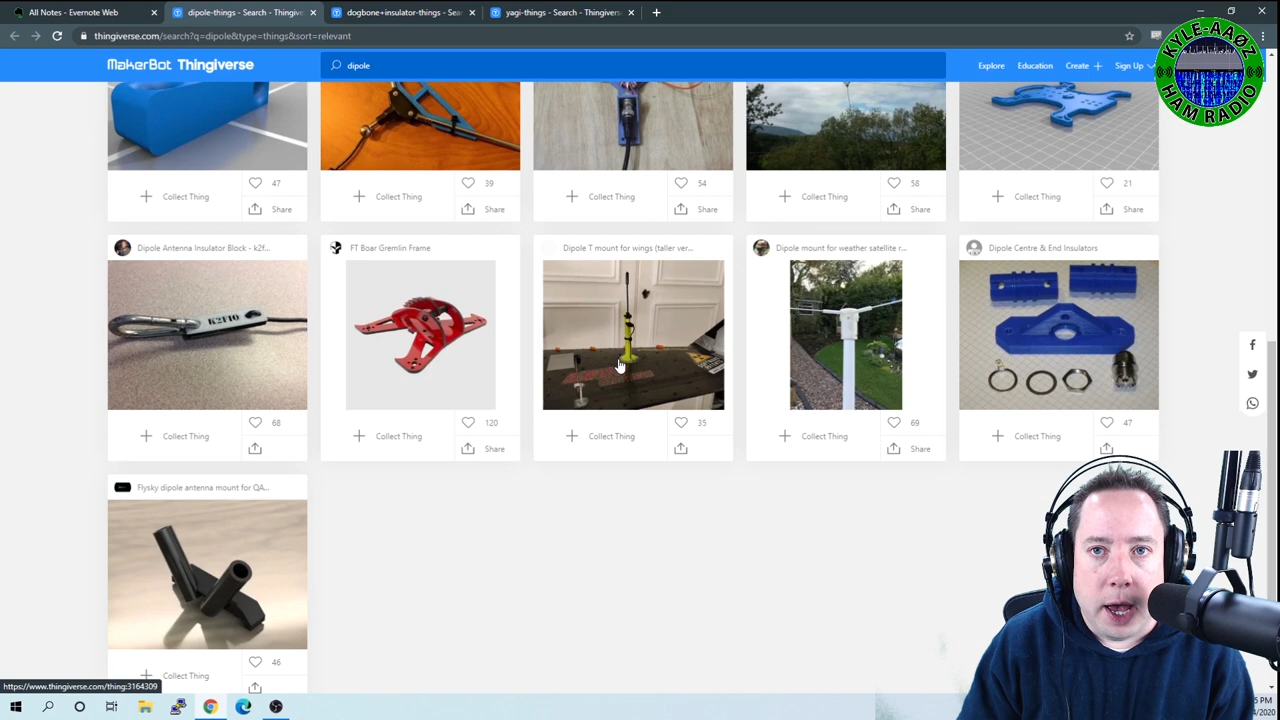 All Notes - Evernote Web
dipole-things - Search - Thingive
dogbone+insulator-things - Sea
yagi-things - Search - Thingivers
thingiverse.com/search?q=dipole&type=things&sort=relevant
KYLE-AAØZ
HAM RADIO
MakerBot Thingiverse
dipole
Explore
Education
Create
Sign Up
47
Collect Thing
Share
39
Collect Thing
Share
54
Collect Thing
Share
58
Collect Thing
Share
21
Collect Thing
Share
Dipole Antenna Insulator Block - k2f...
FT Boar Gremlin Frame
Dipole T mount for wings (taller ver...
Dipole mount for weather satellite r...
Dipole Centre & End Insulators
K2FIO
68
Collect Thing
120
Collect Thing
Share
35
Collect Thing
69
Collect Thing
Share
47
Collect Thing
Flysky dipole antenna mount for QA...
46
Collect Thing
https://www.thingiverse.com/thing:3164309